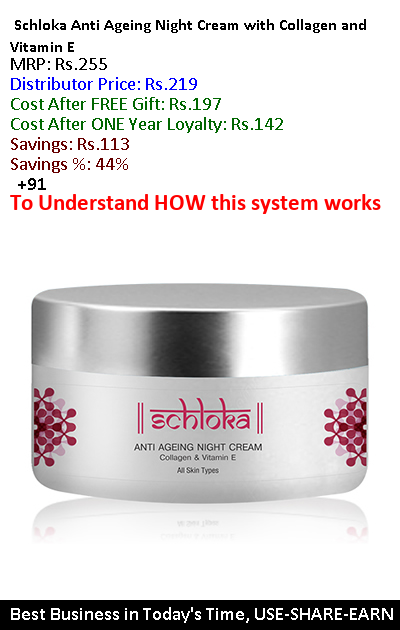 Schloka Anti Ageing Night Cream with Collagen and
Vitamin E
MRP: Rs.255
Distributor Price: Rs.219
Cost After FREE Gift: Rs.197
Cost After ONE Year Loyalty: Rs.142
Savings: Rs.113
Savings %: 44%
+91
To Understand HOW this system works
|| schloka ||
ANTI AGEING NIGHT CREAM
Collagen & Vitamin E
All Skin Types
Best Business in Today's Time, USE-SHARE-EARN